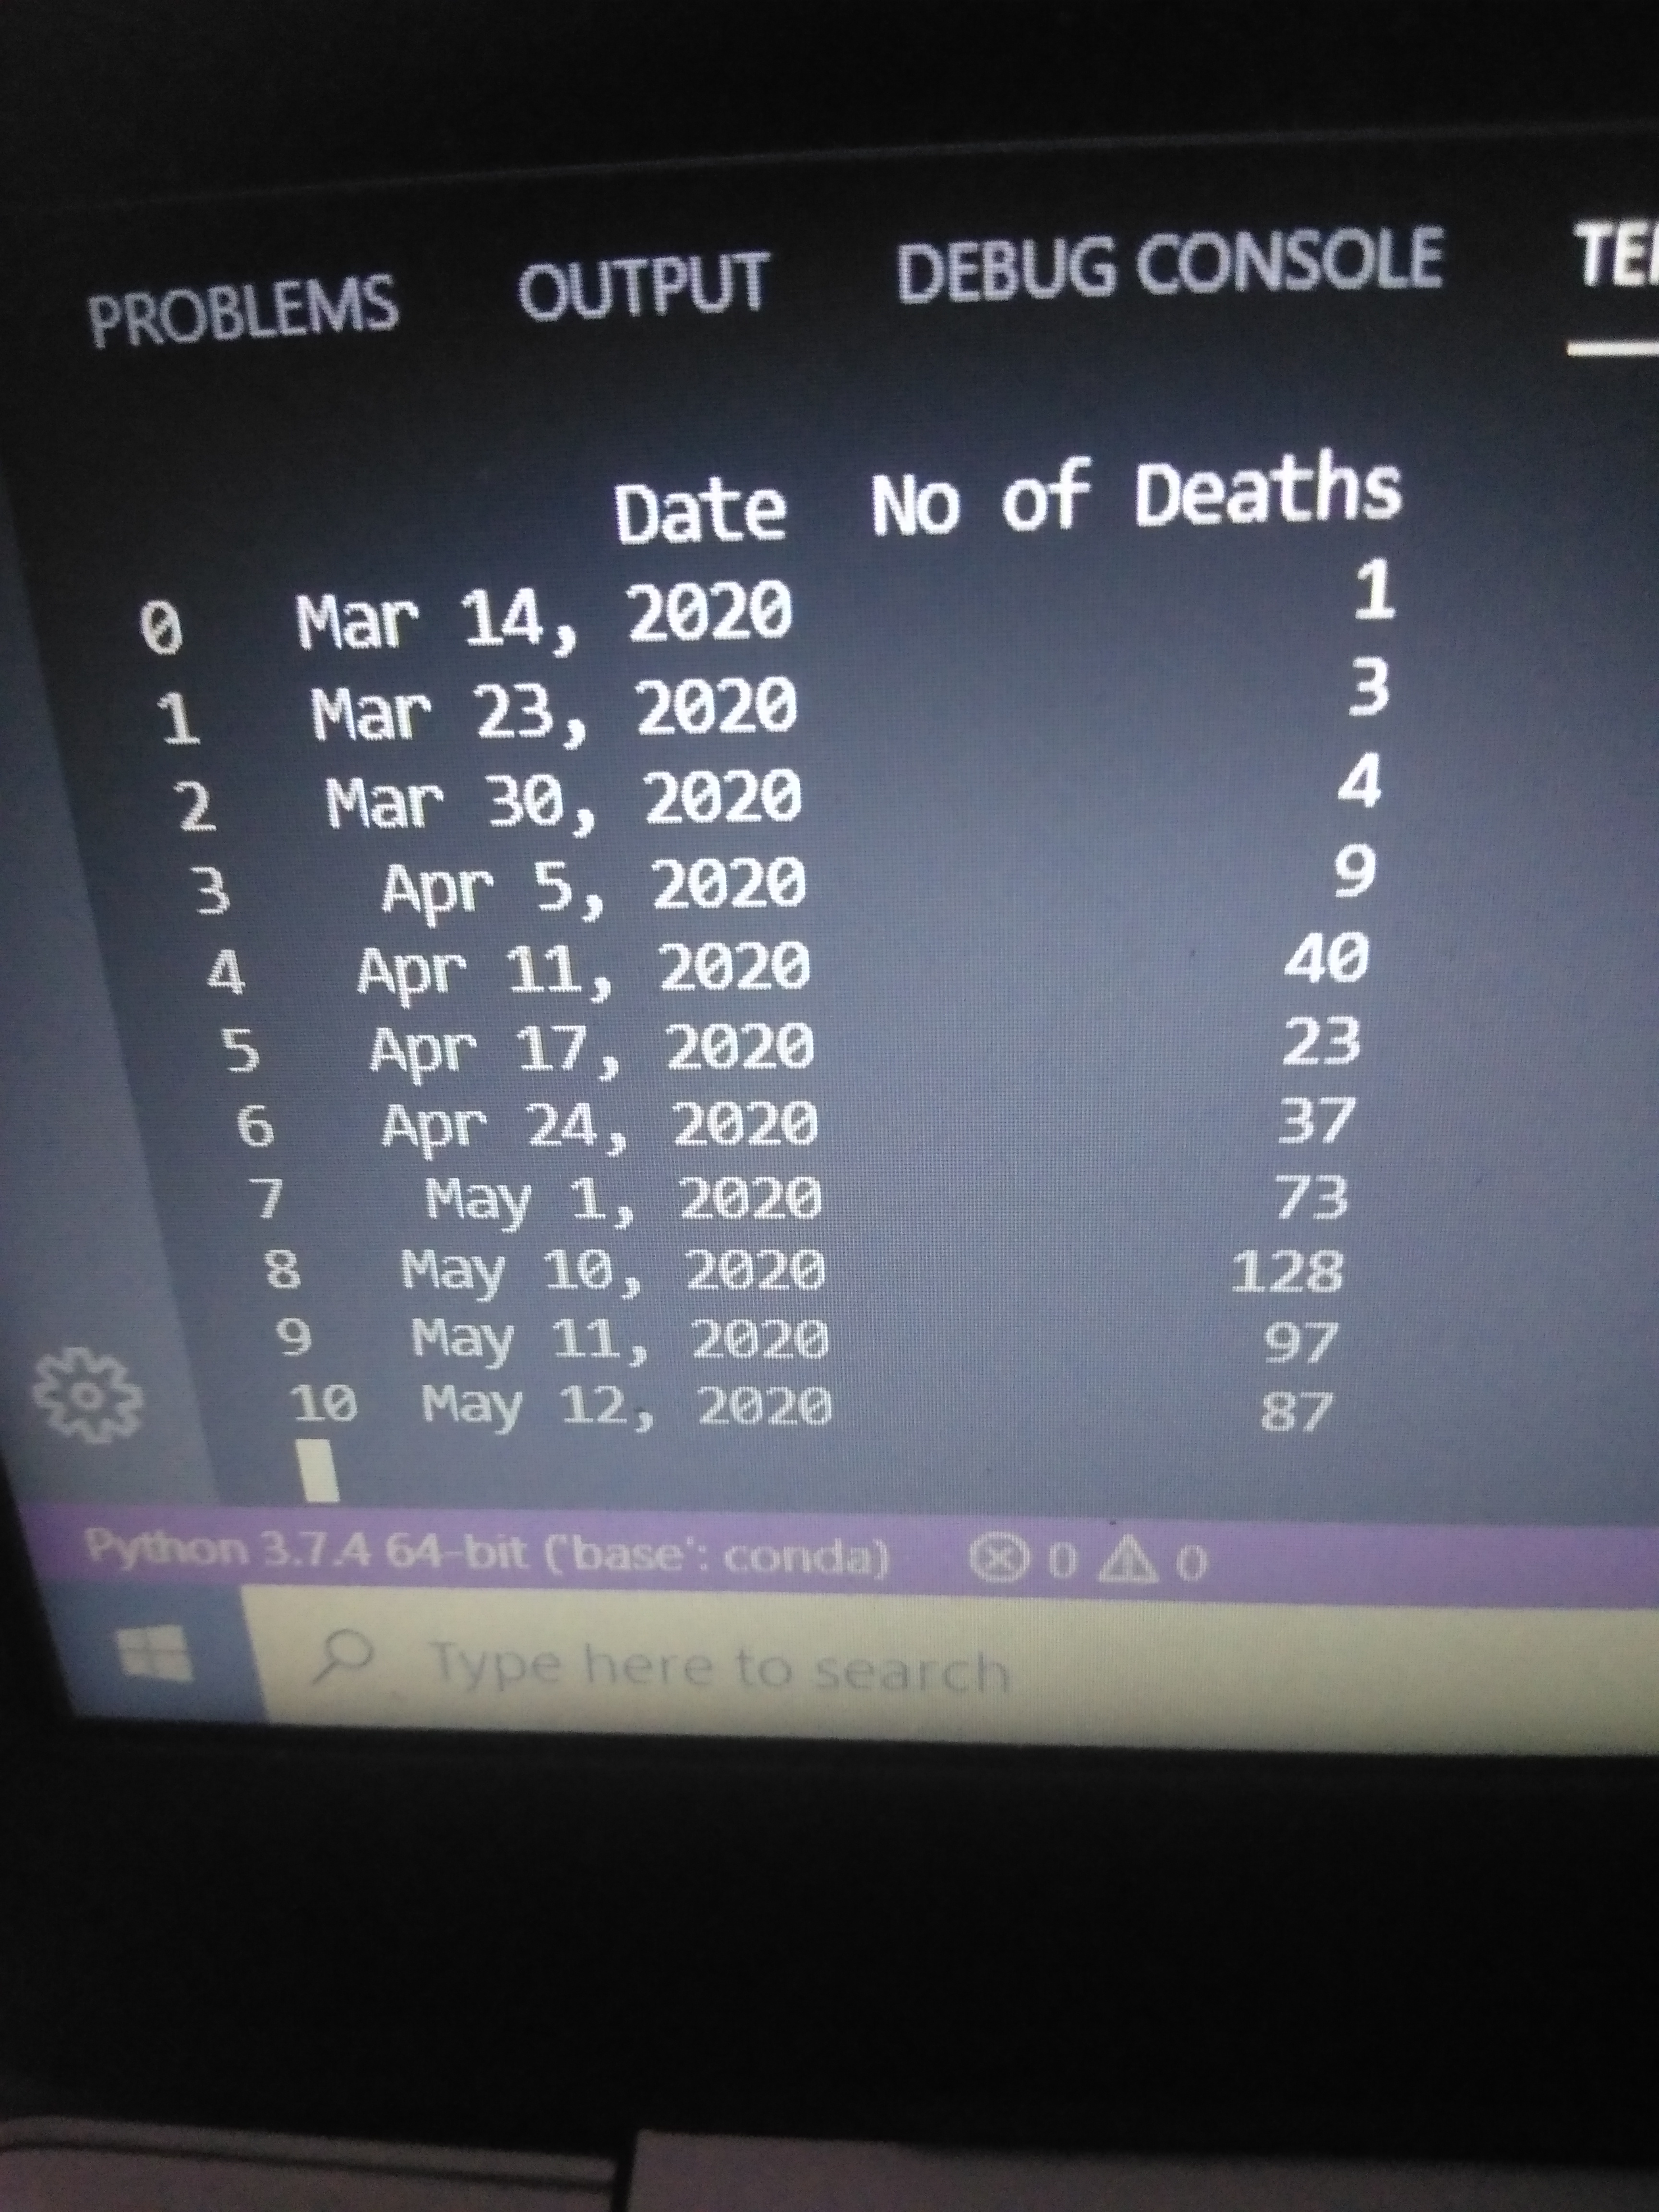 PROBLEMS OUTPUT DEBUG CONSOLE
Date No of Deaths
0 Mar 14, 2020 1
1 Mar 23, 2020 3
2 Mar 30, 2020 4
3 Apr 5, 2020 9
4 Apr 11, 2020 40
5 Apr 17, 2020 23
6 Apr 24, 2020 37
7 May 1, 2020 73
8 May 10, 2020 128
9 May 11, 2020 97
10 May 12, 2020 87
Python 3.7.4 64-bit ('base': conda) 0 0
Type here to search